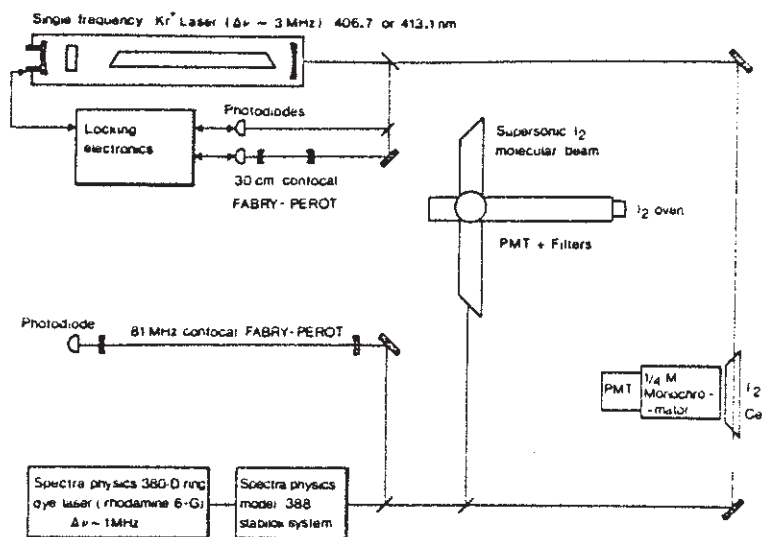 Single frequency Kr+ Laser (Δν ~ 3 MHz) 406.7 or 413.1 nm
Photodiodes
Locking
electronics
30 cm confocal
FABRY-PEROT
Supersonic I2
molecular beam
I2 oven
PMT + Filters
Photodiode
81 MHz confocal FABRY-PEROT
PMT
1/4 M
Monochro-
-mator
I2
Ce
Spectra physics 380-D ring
dye laser (rhodamine 6-G)
Δν ~ 1MHz
Spectra physics
model 388
stabilok system